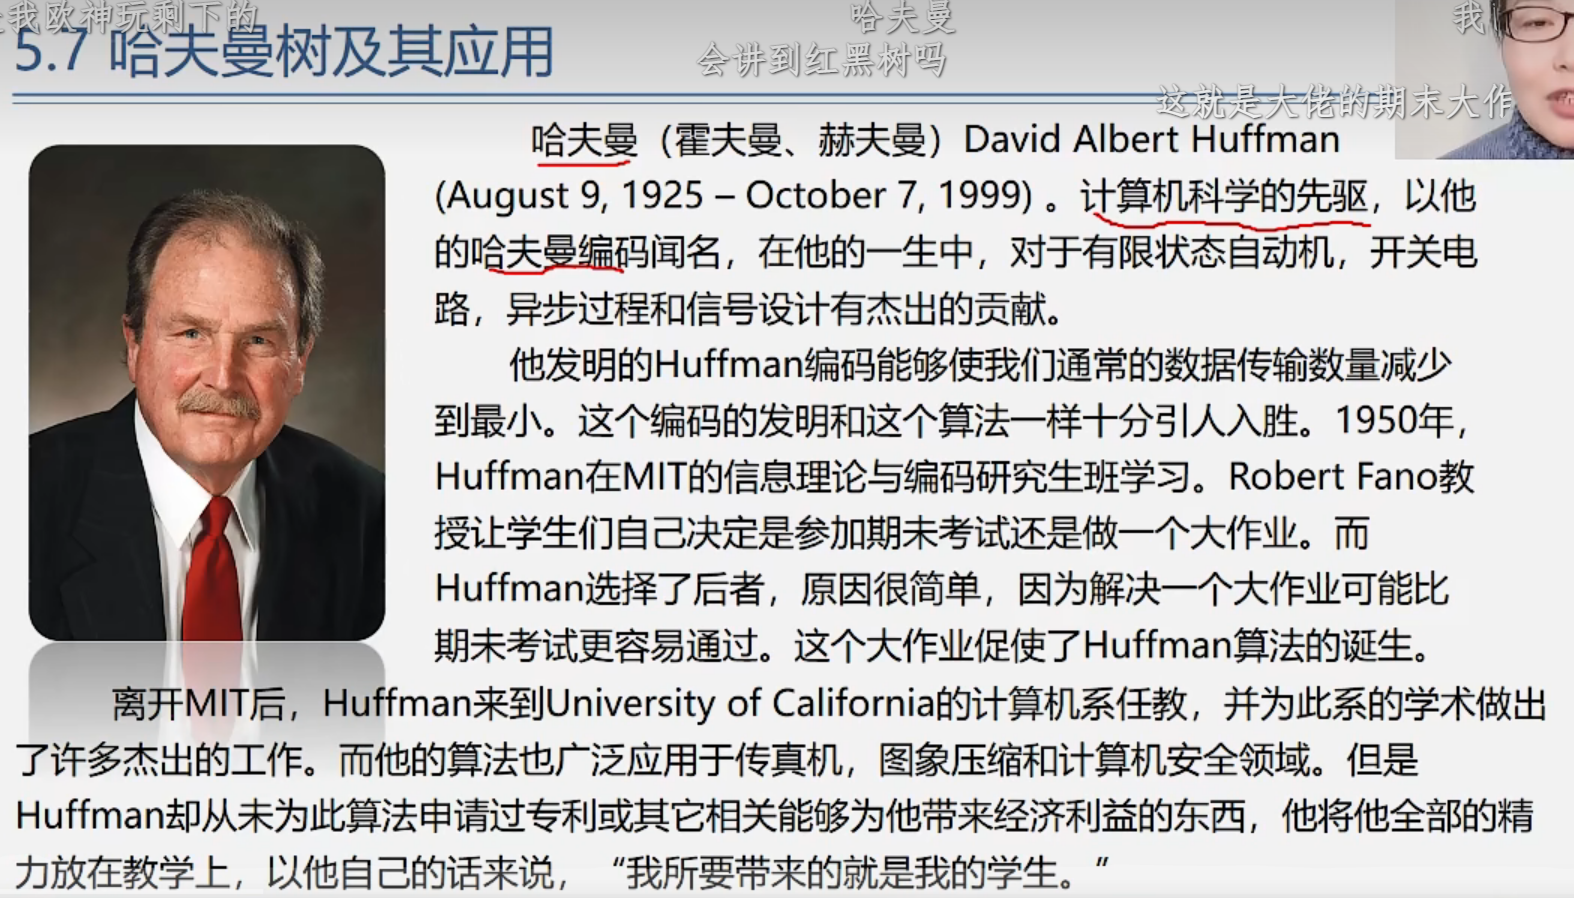 我欧神玩剩下的
哈夫曼
我
5.7 哈夫曼树及其应用
会讲到红黑树吗
这就是大佬的期末大作
哈夫曼（霍夫曼、赫夫曼）David Albert Huffman
(August 9, 1925 – October 7, 1999) 。计算机科学的先驱，以他
的哈夫曼编码闻名，在他的一生中，对于有限状态自动机，开关电
路，异步过程和信号设计有杰出的贡献。
他发明的Huffman编码能够使我们通常的数据传输数量减少
到最小。这个编码的发明和这个算法一样十分引人入胜。1950年，
Huffman在MIT的信息理论与编码研究生班学习。Robert Fano教
授让学生们自己决定是参加期未考试还是做一个大作业。而
Huffman选择了后者，原因很简单，因为解决一个大作业可能比
期未考试更容易通过。这个大作业促使了Huffman算法的诞生。
离开MIT后，Huffman来到University of California的计算机系任教，并为此系的学术做出
了许多杰出的工作。而他的算法也广泛应用于传真机，图象压缩和计算机安全领域。但是
Huffman却从未为此算法申请过专利或其它相关能够为他带来经济利益的东西，他将他全部的精
力放在教学上，以他自己的话来说，“我所要带来的就是我的学生。”